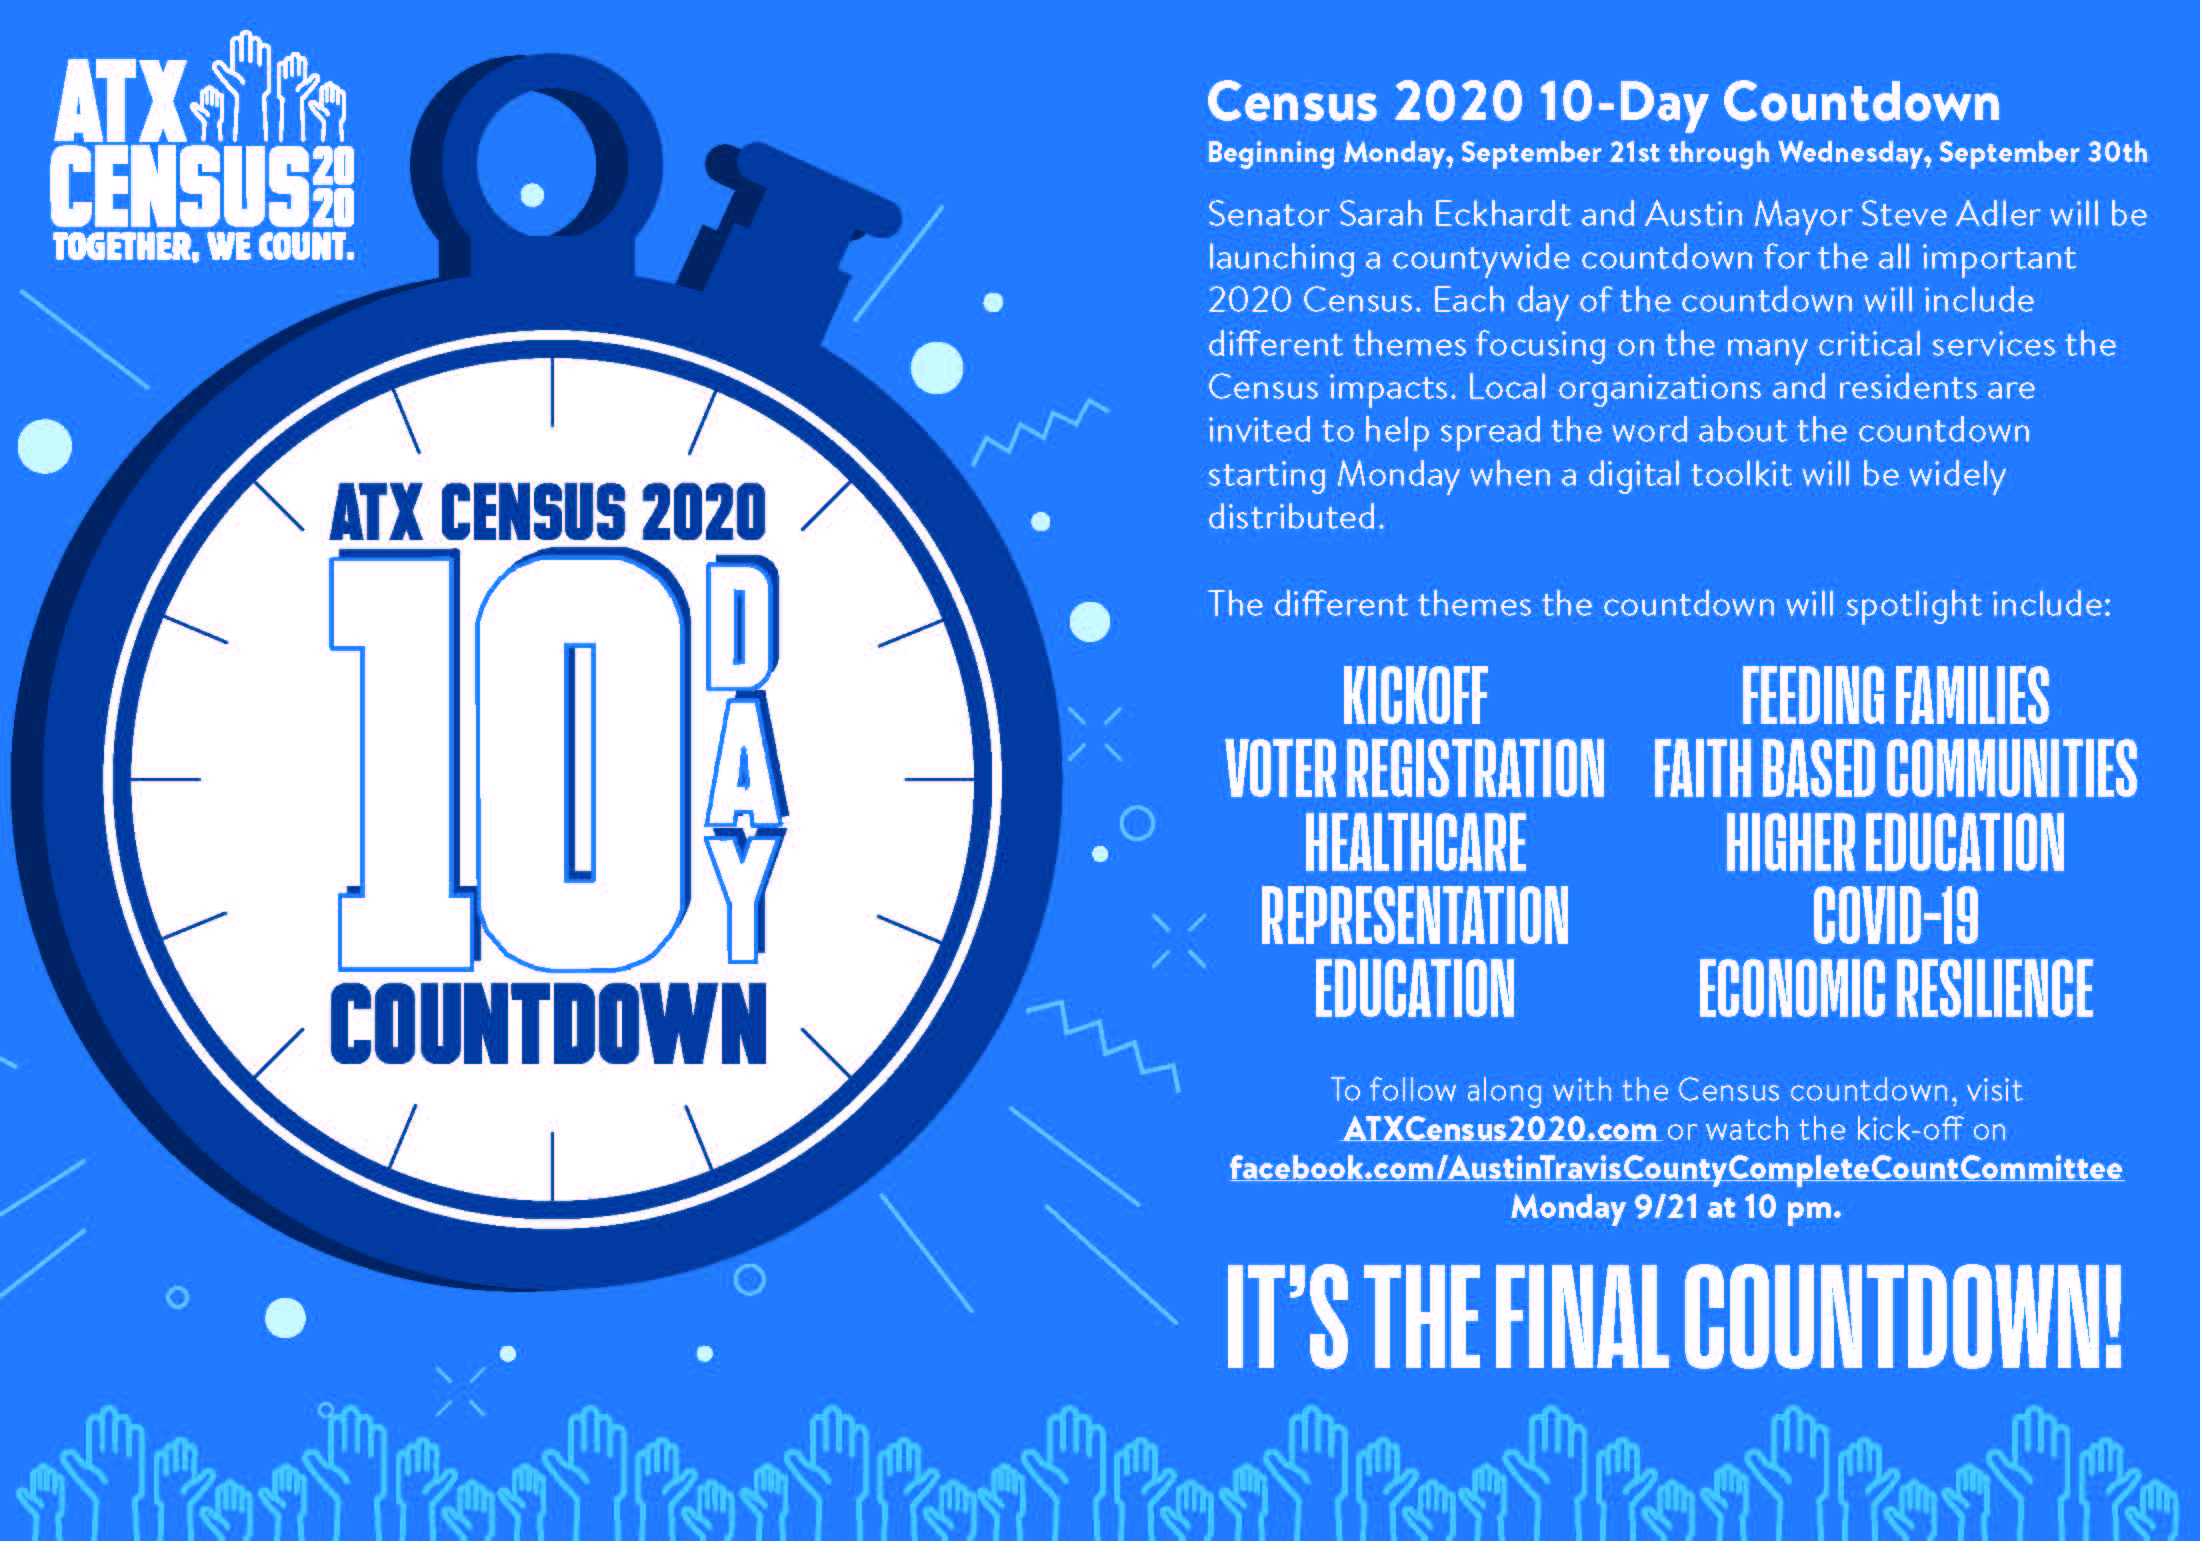 ATX
CENSUS 20
20
TOGETHER, WE COUNT.
ATX CENSUS 2020
10 DAY
COUNTDOWN
Census 2020 10-Day Countdown
Beginning Monday, September 21st through Wednesday, September 30th
Senator Sarah Eckhardt and Austin Mayor Steve Adler will be
launching a countywide countdown for the all important
2020 Census. Each day of the countdown will include
different themes focusing on the many critical services the
Census impacts. Local organizations and residents are
invited to help spread the word about the countdown
starting Monday when a digital toolkit will be widely
distributed.
The different themes the countdown will spotlight include:
KICKOFF
VOTER REGISTRATION
HEALTHCARE
REPRESENTATION
EDUCATION
FEEDING FAMILIES
FAITH BASED COMMUNITIES
HIGHER EDUCATION
COVID-19
ECONOMIC RESILIENCE
To follow along with the Census countdown, visit
ATXCensus2020.com or watch the kick-off on
facebook.com/AustinTravisCountyCompleteCountCommittee
Monday 9/21 at 10 pm.
IT'S THE FINAL COUNTDOWN!